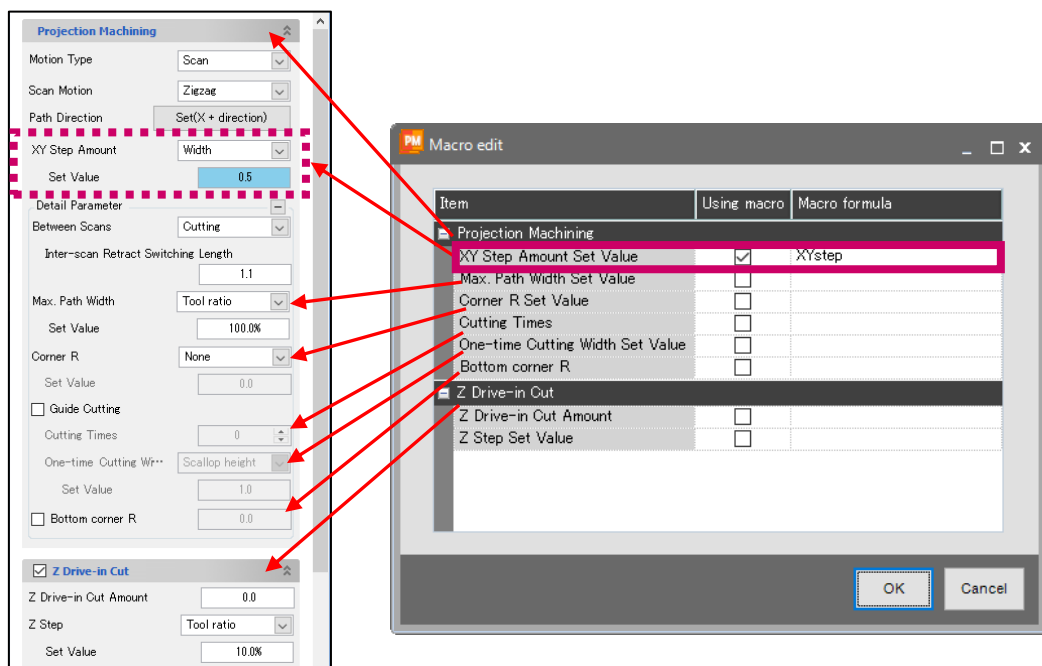 Projection Machining
Motion Type Scan
Scan Motion Zigzag
Path Direction Set(X + direction)
XY Step Amount Width
Set Value 0.5
Detail Parameter
Between Scans Cutting
Inter-scan Retract Switching Length
1.1
Max. Path Width Tool ratio
Set Value 100.0%
Corner R None
Set Value 0.0
Guide Cutting
Cutting Times 0
One-time Cutting Wi··· Scallop height
Set Value 1.0
Bottom corner R 0.0
Z Drive-in Cut
Z Drive-in Cut Amount 0.0
Z Step Tool ratio
Set Value 10.0%
PM Macro edit
Item Using macro Macro formula
Projection Machining
XY Step Amount Set Value XYstep
Max. Path Width Set Value
Corner R Set Value
Cutting Times
One-time Cutting Width Set Value
Bottom corner R
Z Drive-in Cut
Z Drive-in Cut Amount
Z Step Set Value
OK Cancel